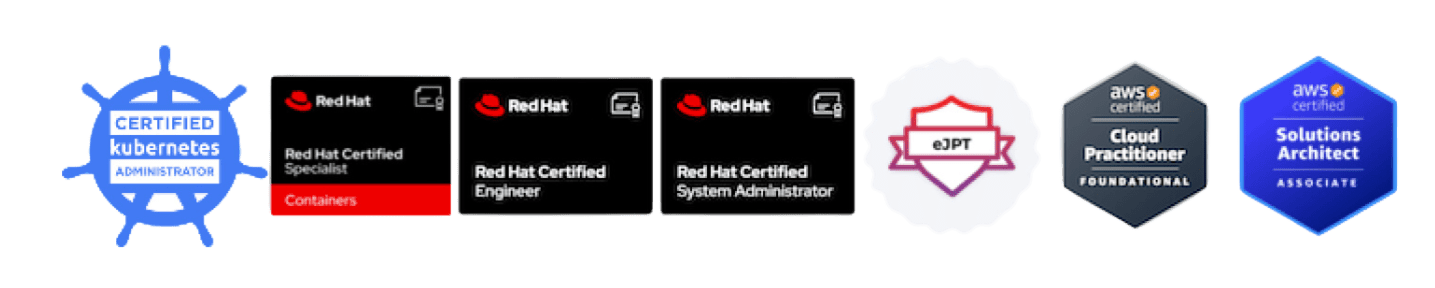 CERTIFIED
kubernetes
ADMINISTRATOR
Red Hat
Red Hat Certified
Specialist
Containers
Red Hat
Red Hat Certified
Engineer
Red Hat
Red Hat Certified
System Administrator
eJPT
aws
certified
Cloud
Practitioner
FOUNDATIONAL
aws
certified
Solutions
Architect
ASSOCIATE